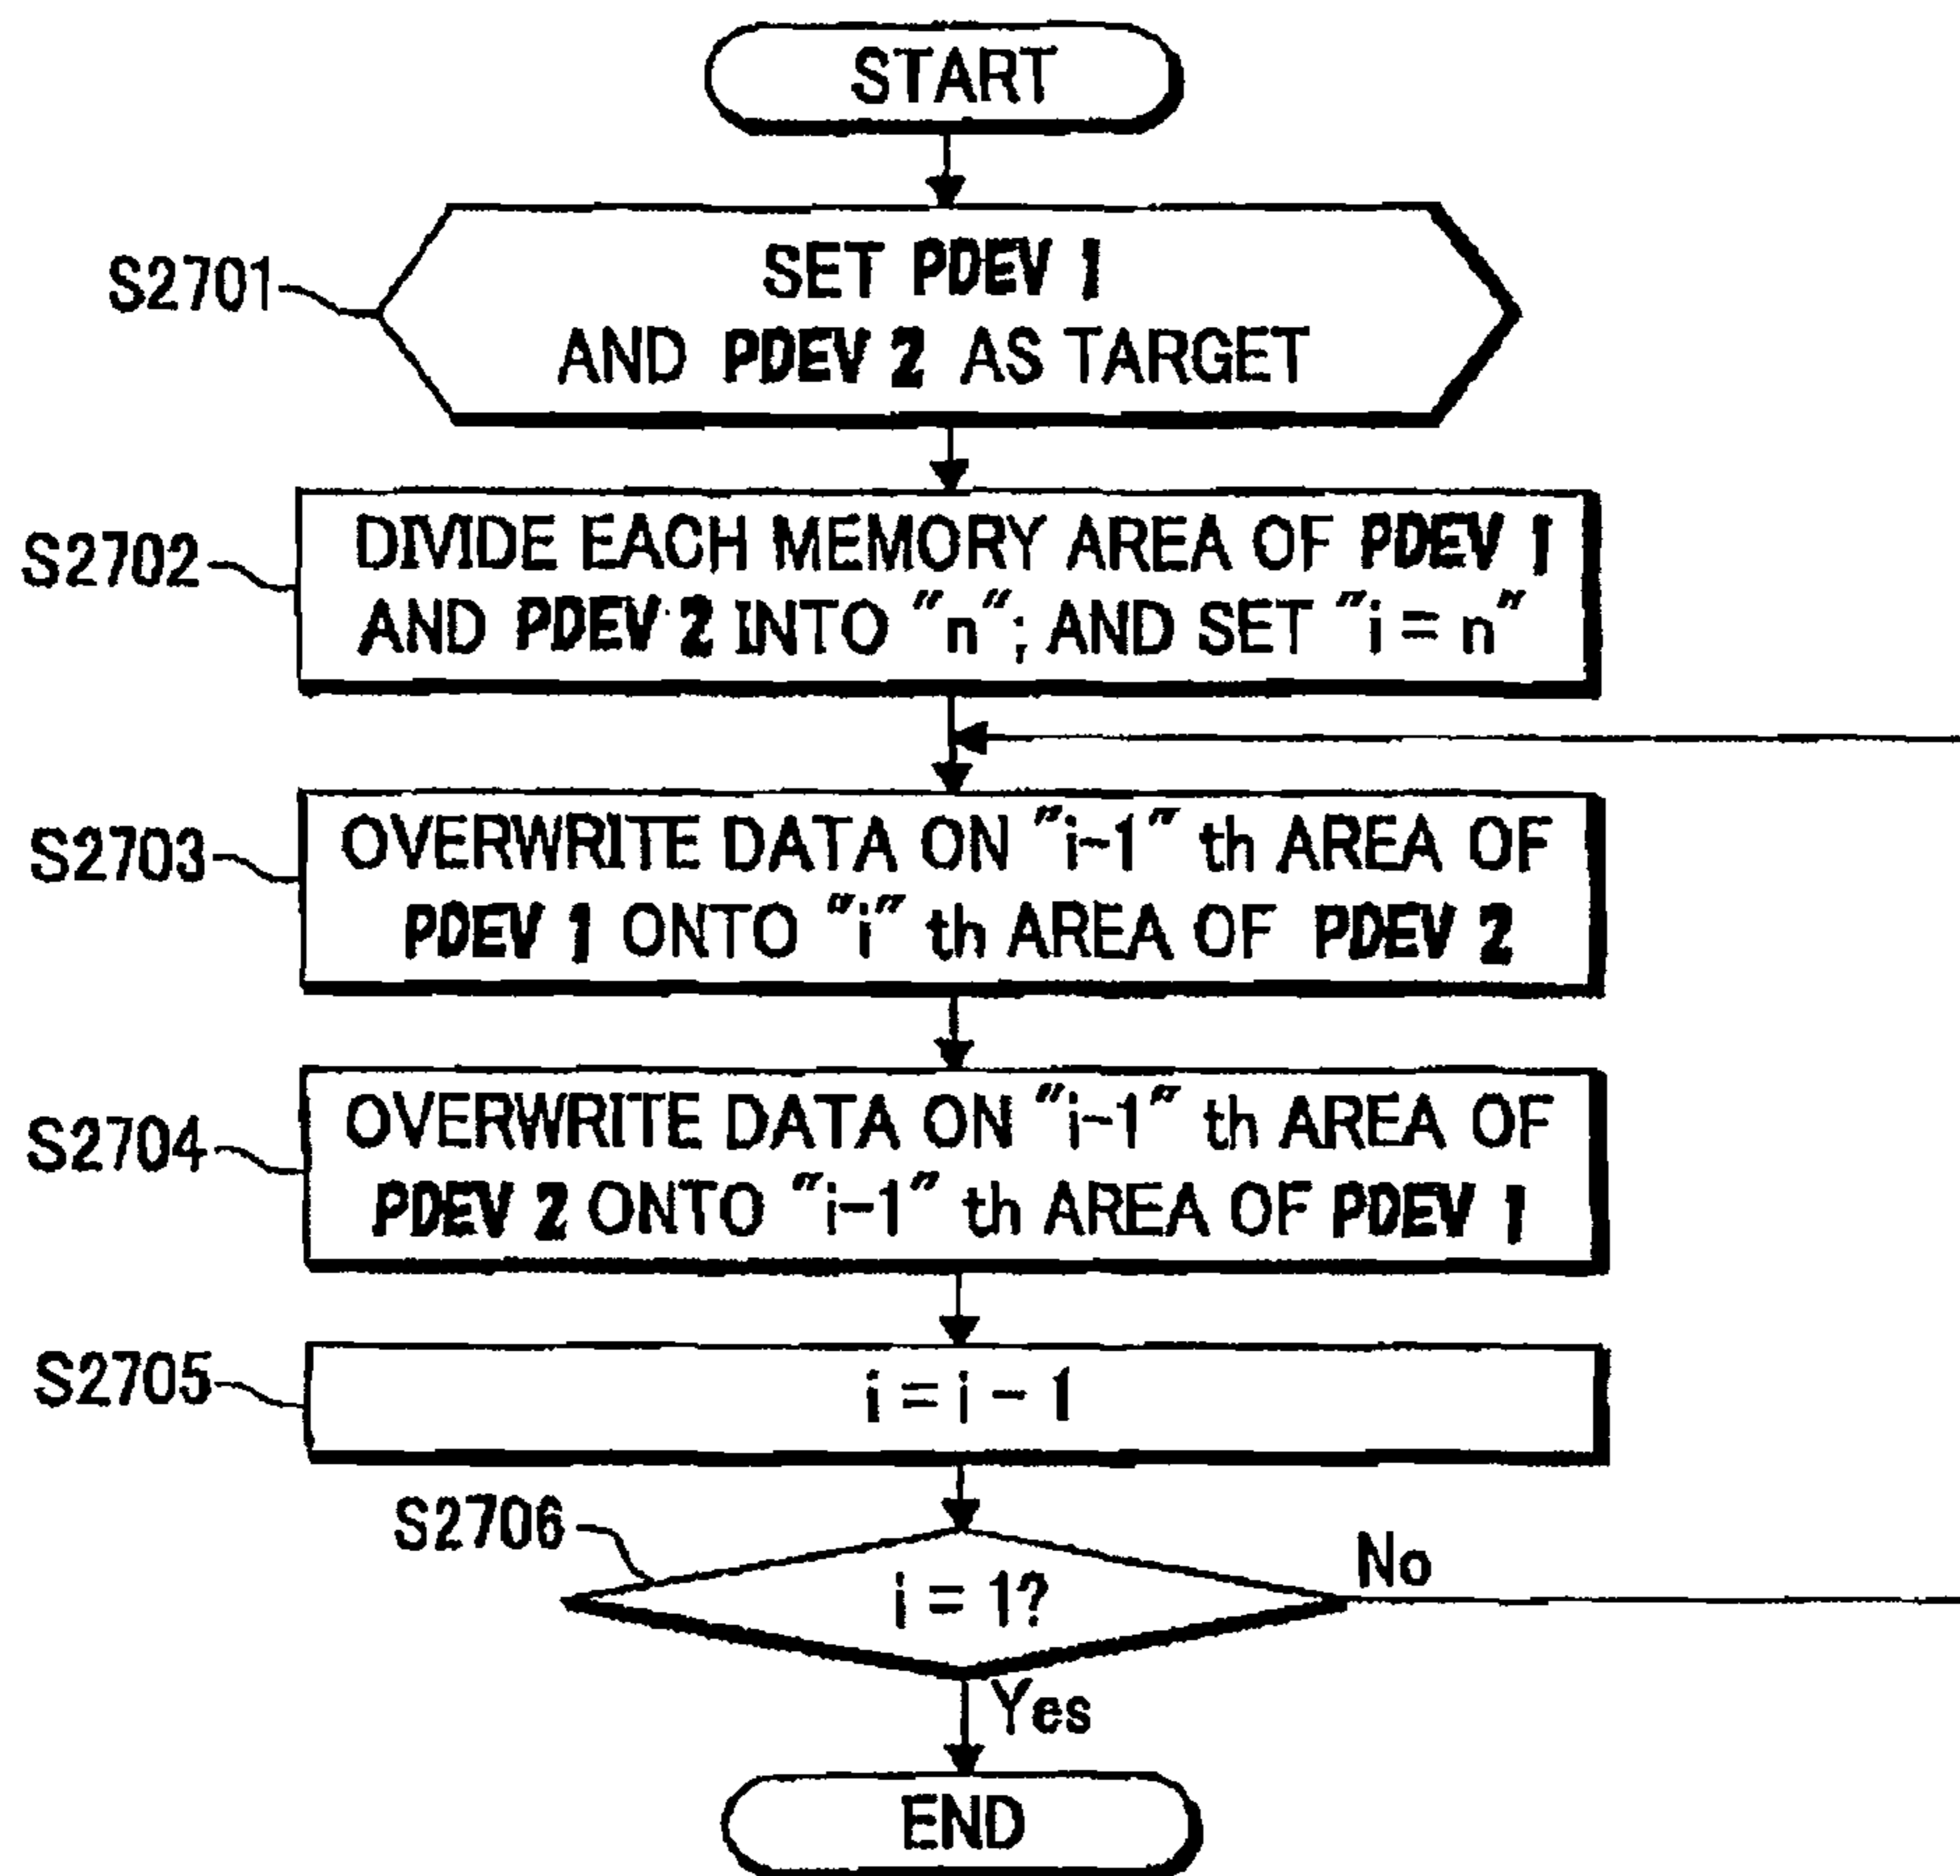 START
S2701
SET PDEV 1
AND PDEV 2 AS TARGET
S2702
DIVIDE EACH MEMORY AREA OF PDEV 1
AND PDEV 2 INTO "n"; AND SET "i = n"
S2703
OVERWRITE DATA ON "i-1" th AREA OF
PDEV 1 ONTO "i" th AREA OF PDEV 2
S2704
OVERWRITE DATA ON "i-1" th AREA OF
PDEV 2 ONTO "i-1" th AREA OF PDEV 1
S2705
i = i - 1
S2706
i = 1?
No
Yes
END